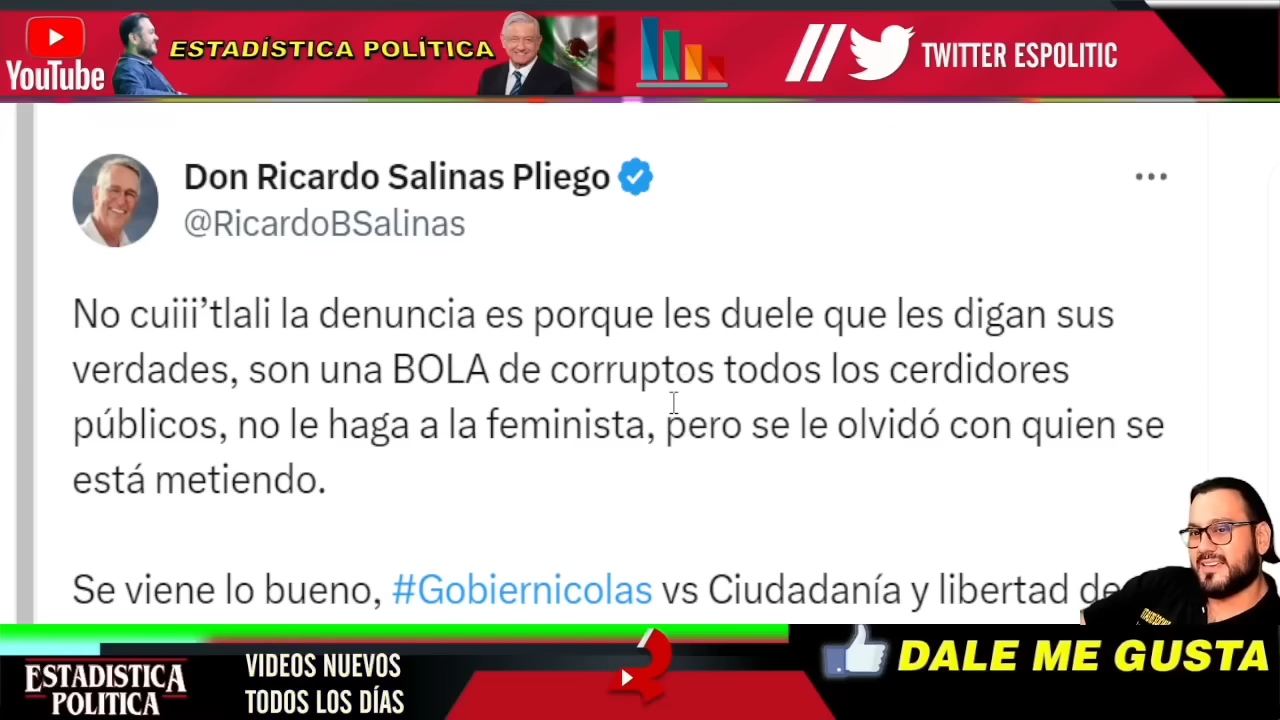 YouTube
ESTADÍSTICA POLÍTICA
TWITTER ESPOLITIC
Don Ricardo Salinas Pliego
@RicardoBSalinas
No cuiii’tlali la denuncia es porque les duele que les digan sus
verdades, son una BOLA de corruptos todos los cerdidores
públicos, no le haga a la feminista, pero se le olvidó con quien se
está metiendo.
Se viene lo bueno, #Gobiernicolas vs Ciudadanía y libertad de
ESTADISTICA
POLÍTICA
VIDEOS NUEVOS
TODOS LOS DÍAS
DALE ME GUSTA